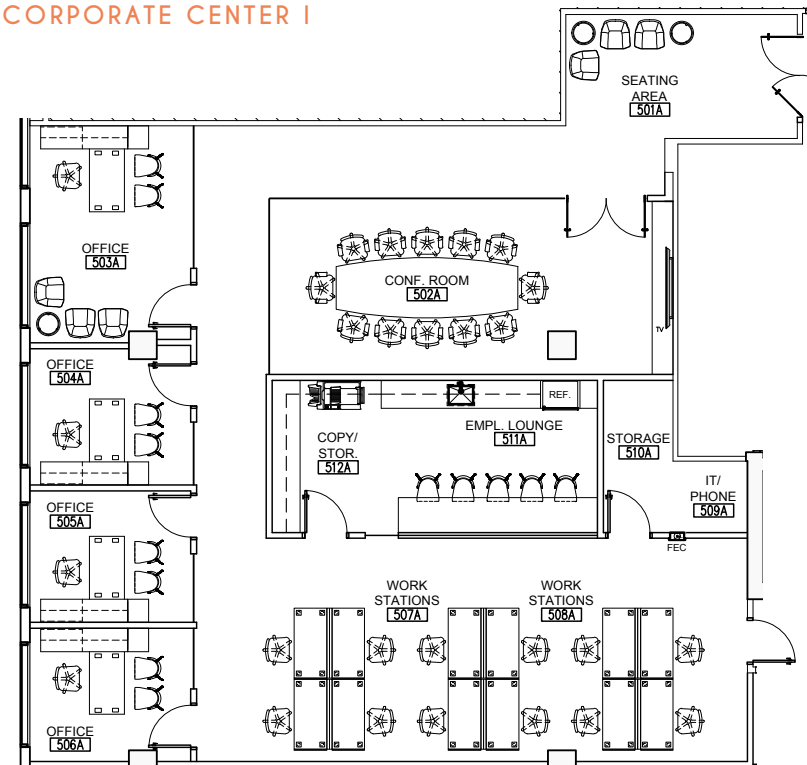 CORPORATE CENTER I
SEATING
AREA
501A
OFFICE
503A
CONF. ROOM
502A
TV
OFFICE
504A
REF.
EMPL. LOUNGE
511A
COPY/
STOR.
512A
STORAGE
510A
IT/
PHONE
509A
FEC
OFFICE
505A
WORK
STATIONS
507A
WORK
STATIONS
508A
OFFICE
506A